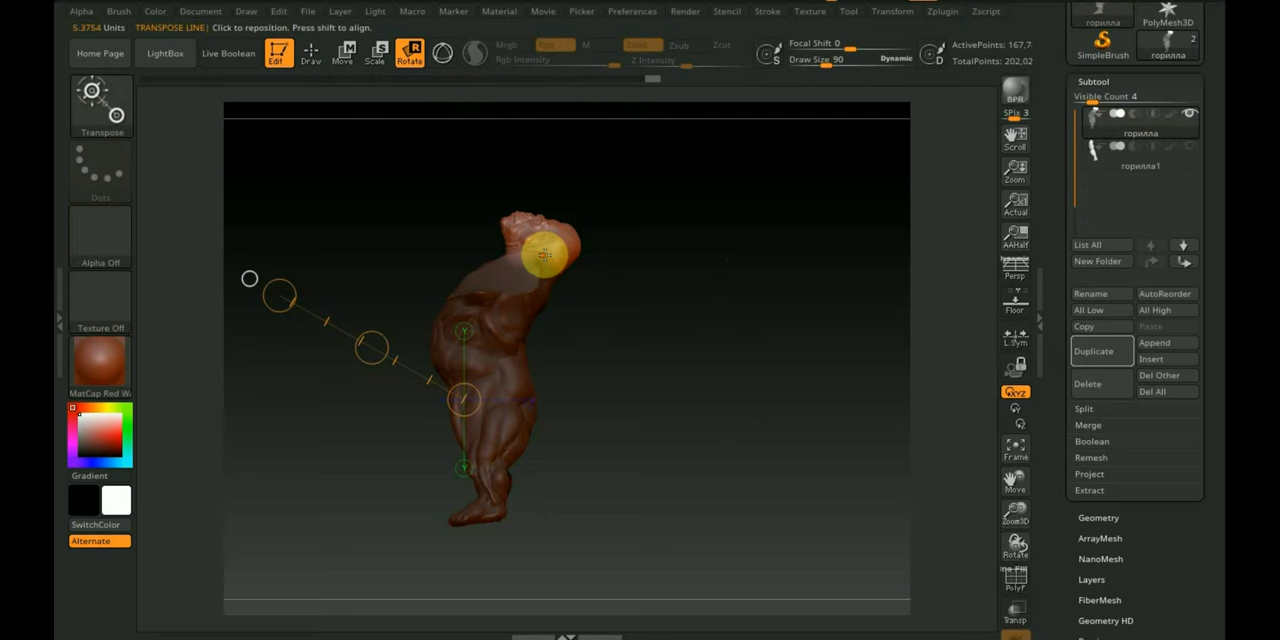 Alpha Brush Color Document Draw Edit File Layer Light Macro Marker Material Movie Picker Preferences Render Stencil Stroke Texture Tool Transform Zplugin Zscript
5.3754 Units TRANSPOSE LINE| Click to reposition. Press shift to align.
Home Page LightBox Live Boolean Edit Draw Move Scale Rotate
Mrgb Rgb M Zadd Zsub Zcut
Rgb Intensity Z Intensity
Focal Shift 0
Draw Size 90 Dynamic
ActivePoints: 167,7
TotalPoints: 202,02
Transpose
Dots
Alpha Off
Texture Off
MatCap Red W
Gradient
SwitchColor
Alternate
Y
Y
BPR
SPix 3
Scroll
Zoom
Actual
AAHalf
Persp
Floor
L.Sym
XYZ
Frame
Move
Zoom3D
Rotate
PolyF
Transp
горилла PolyMesh3D
SimpleBrush горилла
2
Subtool
Visible Count 4
горилла
горилла1
List All
New Folder
Rename AutoReorder
All Low All High
Copy Paste
Duplicate Append
Insert
Delete Del Other
Del All
Split
Merge
Boolean
Remesh
Project
Extract
Geometry
ArrayMesh
NanoMesh
Layers
FiberMesh
Geometry HD